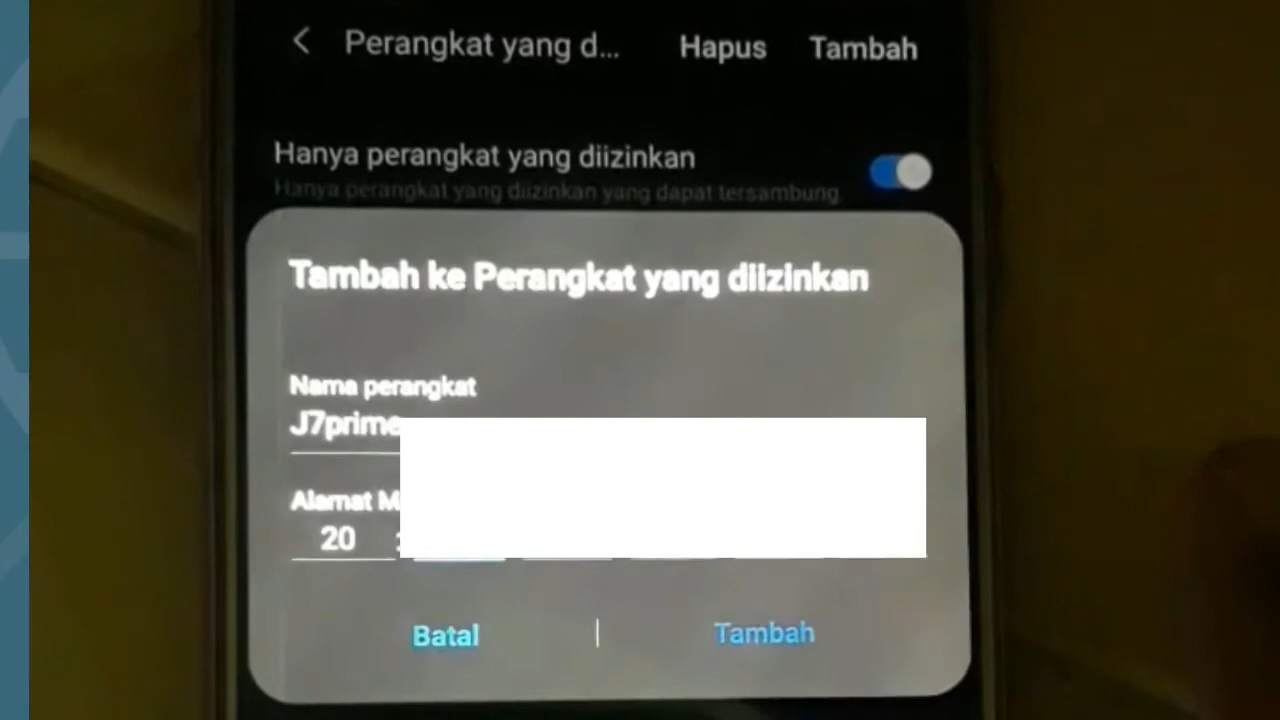 Perangkat yang d... Hapus Tambah
Hanya perangkat yang diizinkan
Hanya perangkat yang diizinkan yang dapat tersambung.
Tambah ke Perangkat yang diizinkan
Nama perangkat
J7prime
Alamat M
20 :
Batal | Tambah